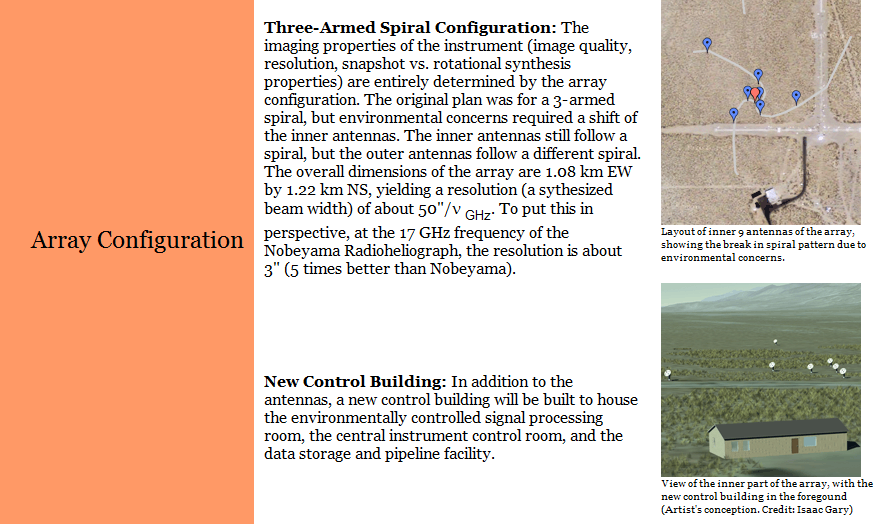 Array Configuration
Three-Armed Spiral Configuration: The
imaging properties of the instrument (image quality,
resolution, snapshot vs. rotational synthesis
properties) are entirely determined by the array
configuration. The original plan was for a 3-armed
spiral, but environmental concerns required a shift of
the inner antennas. The inner antennas still follow a
spiral, but the outer antennas follow a different spiral.
The overall dimensions of the array are 1.08 km EW
by 1.22 km NS, yielding a resolution (a sythesized
beam width) of about 50"/ν GHz. To put this in
perspective, at the 17 GHz frequency of the
Nobeyama Radioheliograph, the resolution is about
3" (5 times better than Nobeyama).
Layout of inner 9 antennas of the array,
showing the break in spiral pattern due to
environmental concerns.
New Control Building: In addition to the
antennas, a new control building will be built to house
the environmentally controlled signal processing
room, the central instrument control room, and the
data storage and pipeline facility.
View of the inner part of the array, with the
new control building in the foregound
(Artist's conception. Credit: Isaac Gary)